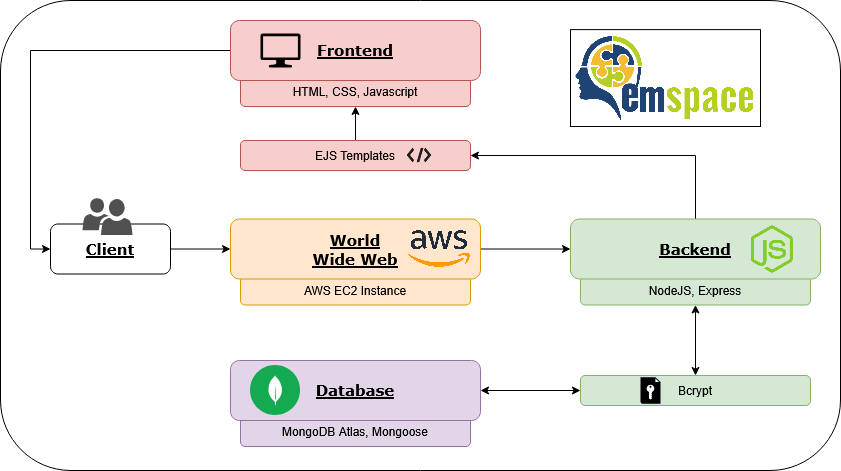 Frontend
HTML, CSS, Javascript
emspace
EJS Templates </>
Client
World
Wide Web
aws
AWS EC2 Instance
Backend
JS
NodeJS, Express
Database
MongoDB Atlas, Mongoose
Bcrypt